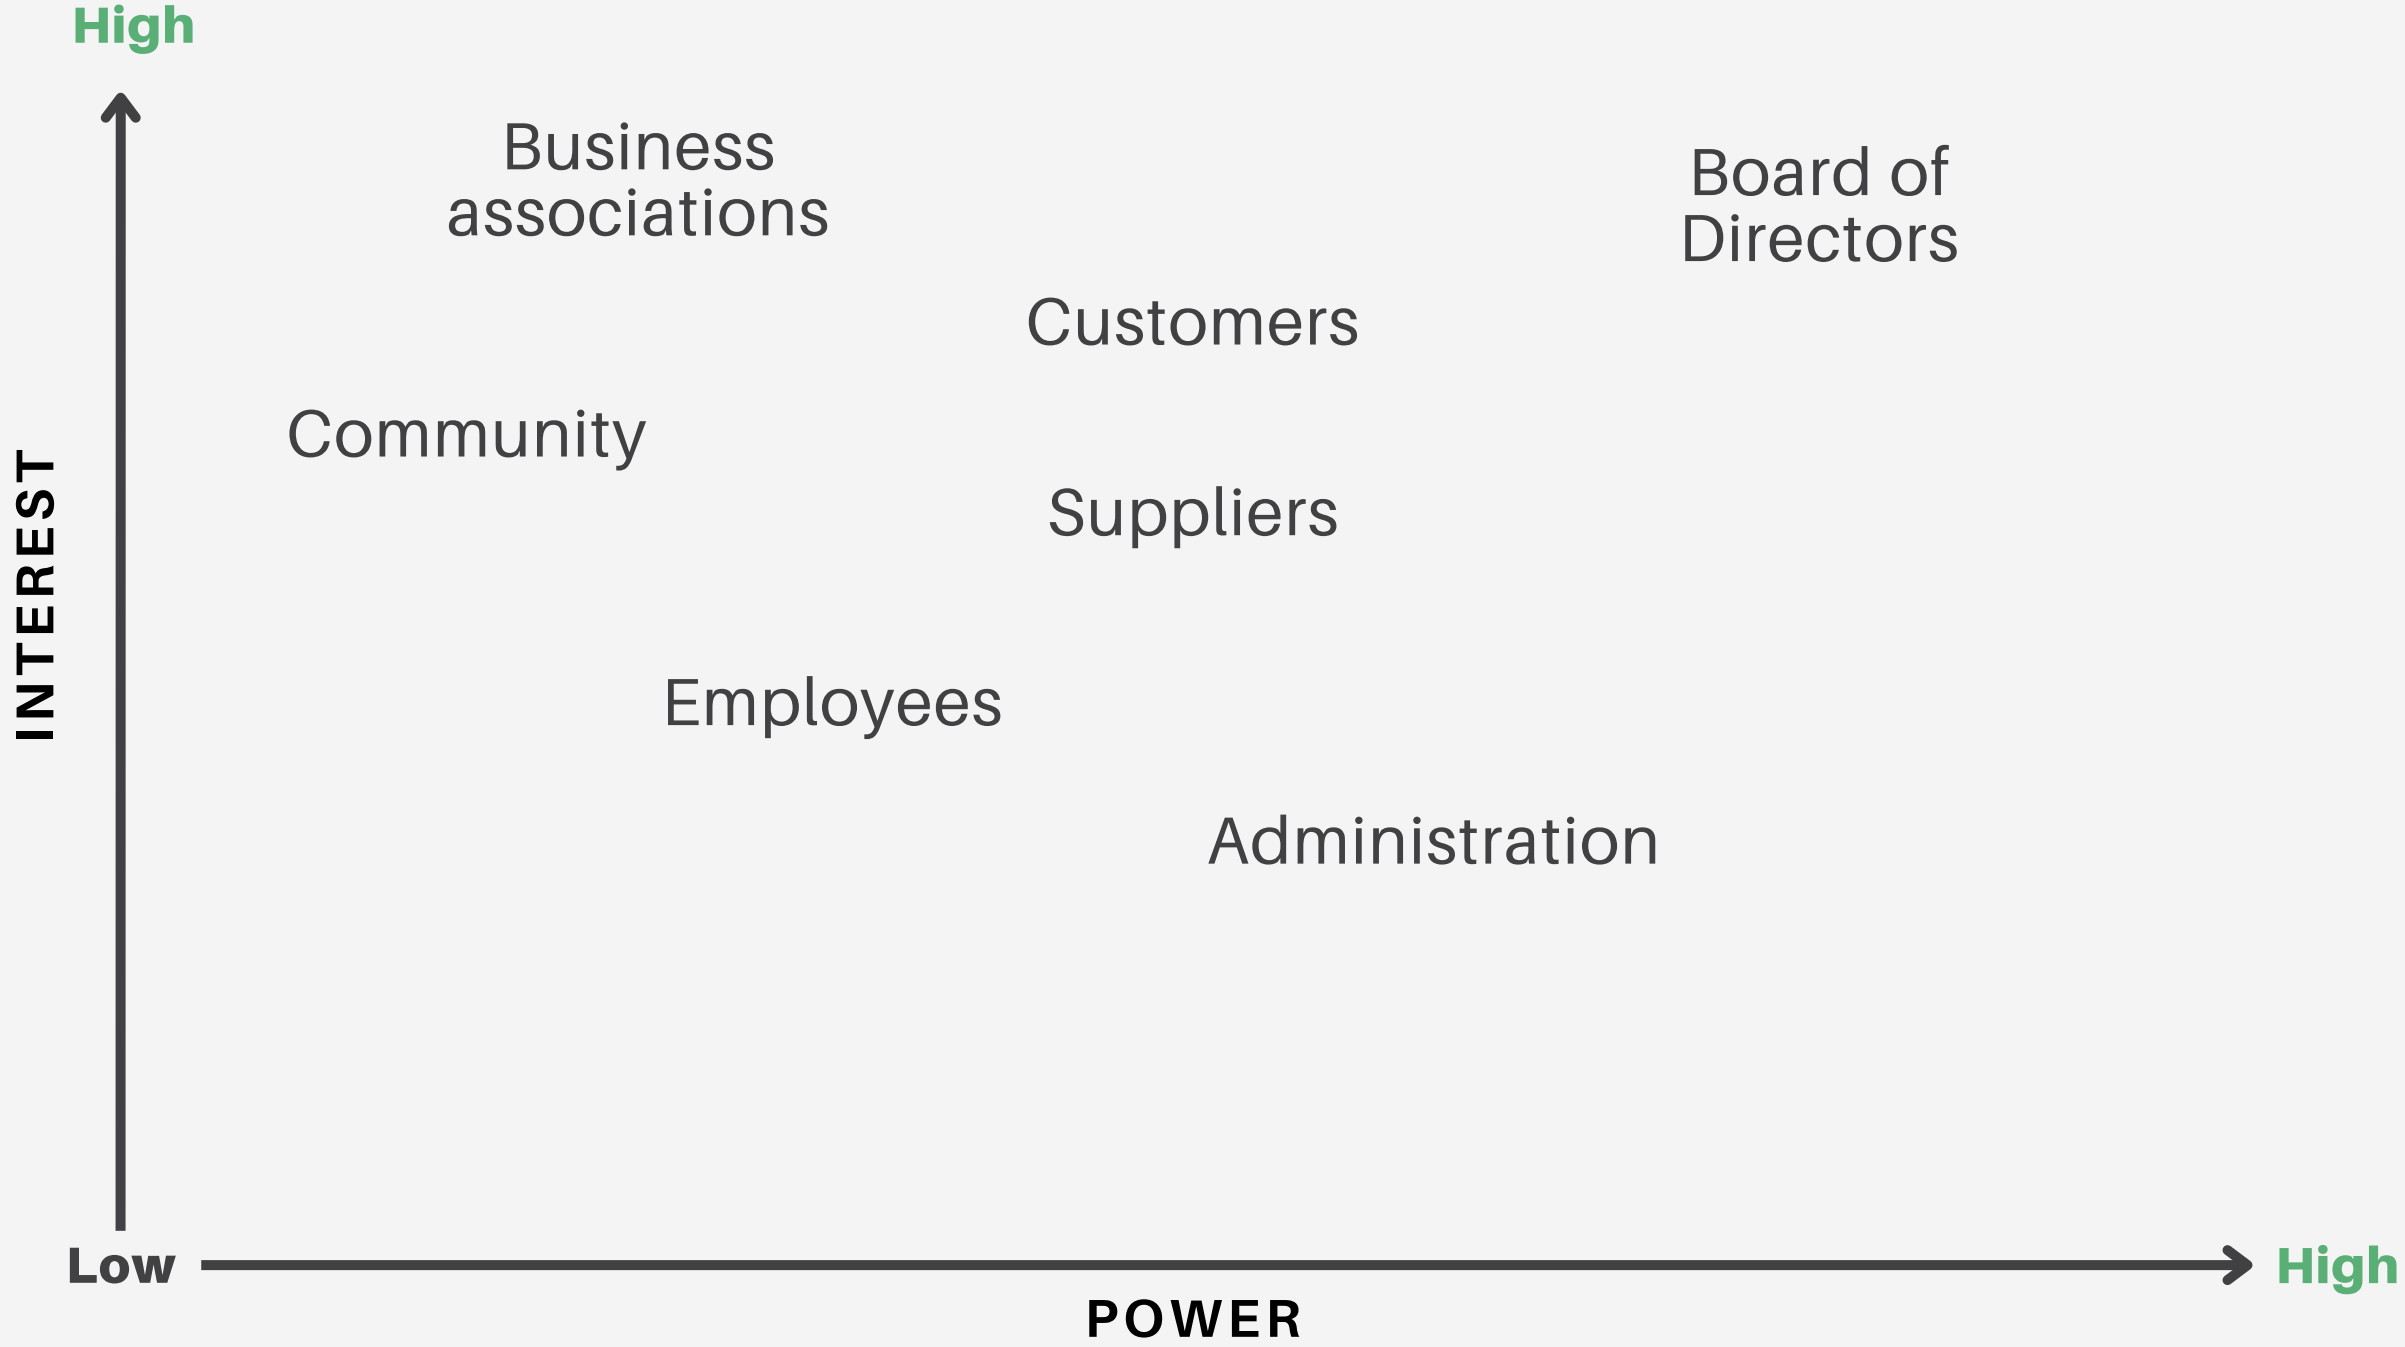 High
Business
associations
Board of
Directors
Customers
Community
Suppliers
INTEREST
Employees
Administration
Low
High
POWER